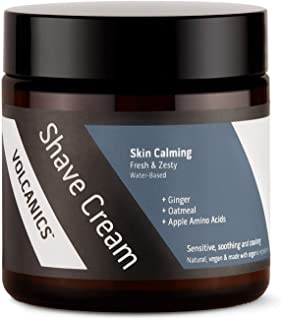 VOLCANICS
Shave Cream
Skin Calming
Fresh & Zesty
Water-Based
+ Ginger
+ Oatmeal
+ Apple Amino Acids
Sensitive, soothing and
Natural, vegan & made with organic